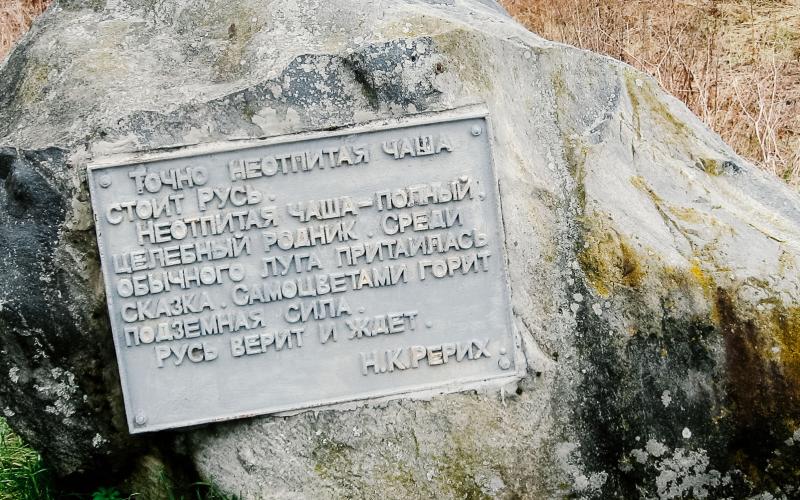 ТОЧНО НЕОТПИТАЯ ЧАША
СТОИТ РУСЬ.
НЕОТПИТАЯ ЧАША-ПОЛНЫЙ,
ЦЕЛЕБНЫЙ РОДНИК. СРЕДИ
ОБЫЧНОГО ЛУГА ПРИТАИЛАСЬ
СКАЗКА. САМОЦВЕТАМИ ГОРИТ
ПОДЗЕМНАЯ СИЛА.
РУСЬ ВЕРИТ И ЖДЕТ.
Н.К.РЕРИХ.